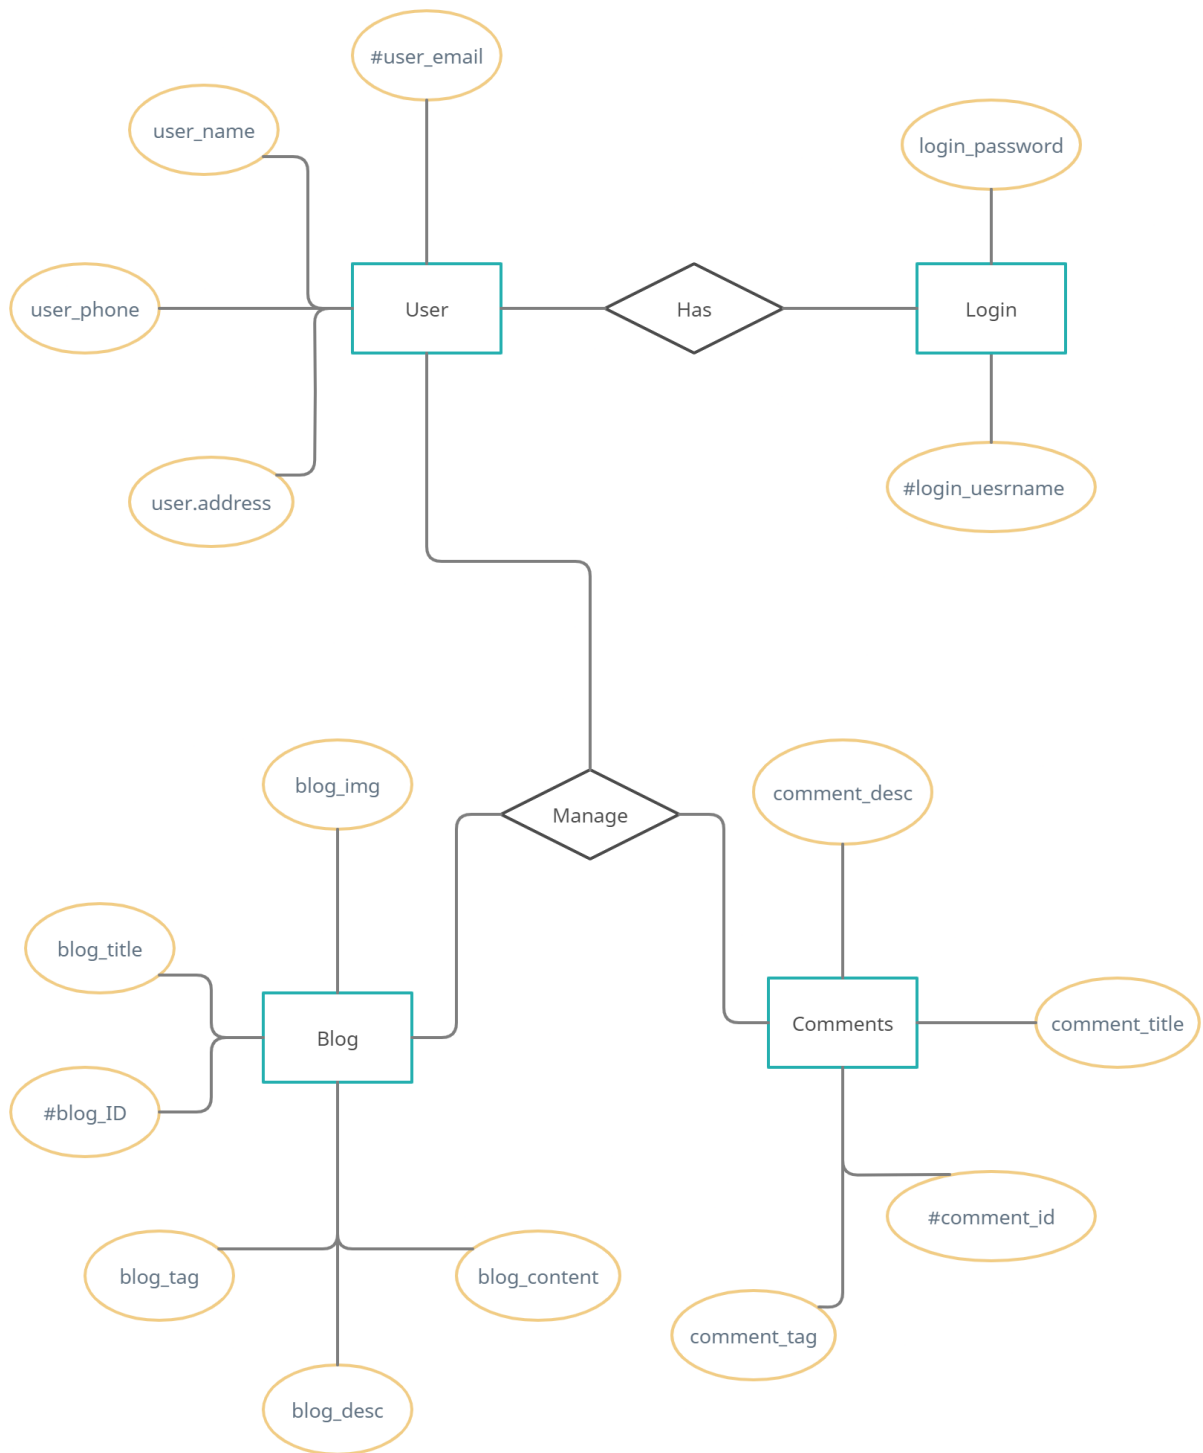 #user_email
user_name
login_password
user_phone
User
Has
Login
#login_uesrname
user.address
blog_img
comment_desc
Manage
blog_title
Comments
comment_title
Blog
#blog_ID
#comment_id
blog_tag
blog_content
comment_tag
blog_desc